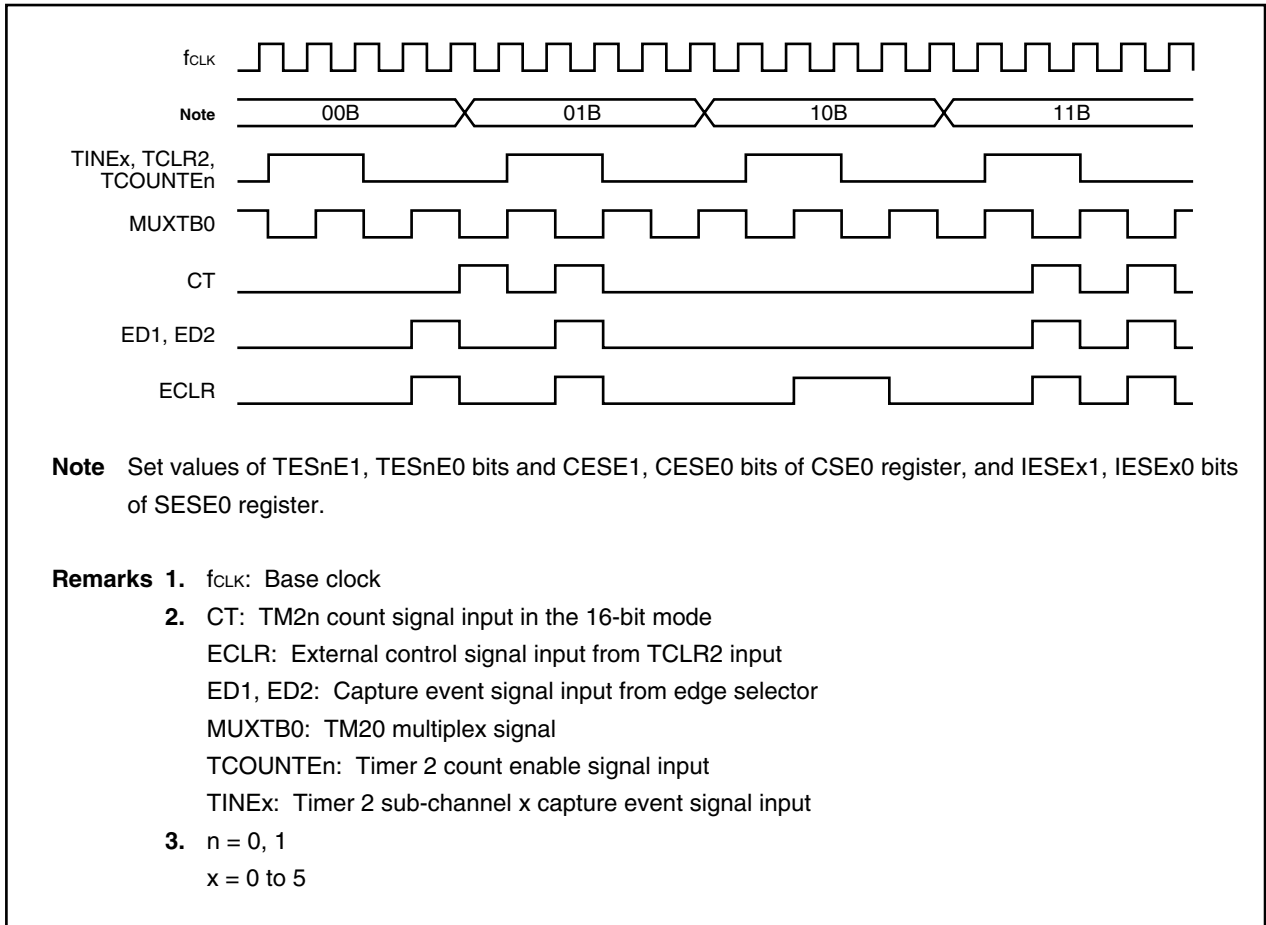 fCLK
Note 00B 01B 10B 11B
TINEx, TCLR2,
TCOUNTEn
MUXTB0
CT
ED1, ED2
ECLR
Note Set values of TESnE1, TESnE0 bits and CESE1, CESE0 bits of CSE0 register, and IESEx1, IESEx0 bits
of SESE0 register.
Remarks 1. fCLK: Base clock
2. CT: TM2n count signal input in the 16-bit mode
ECLR: External control signal input from TCLR2 input
ED1, ED2: Capture event signal input from edge selector
MUXTB0: TM20 multiplex signal
TCOUNTEn: Timer 2 count enable signal input
TINEx: Timer 2 sub-channel x capture event signal input
3. n = 0, 1
x = 0 to 5